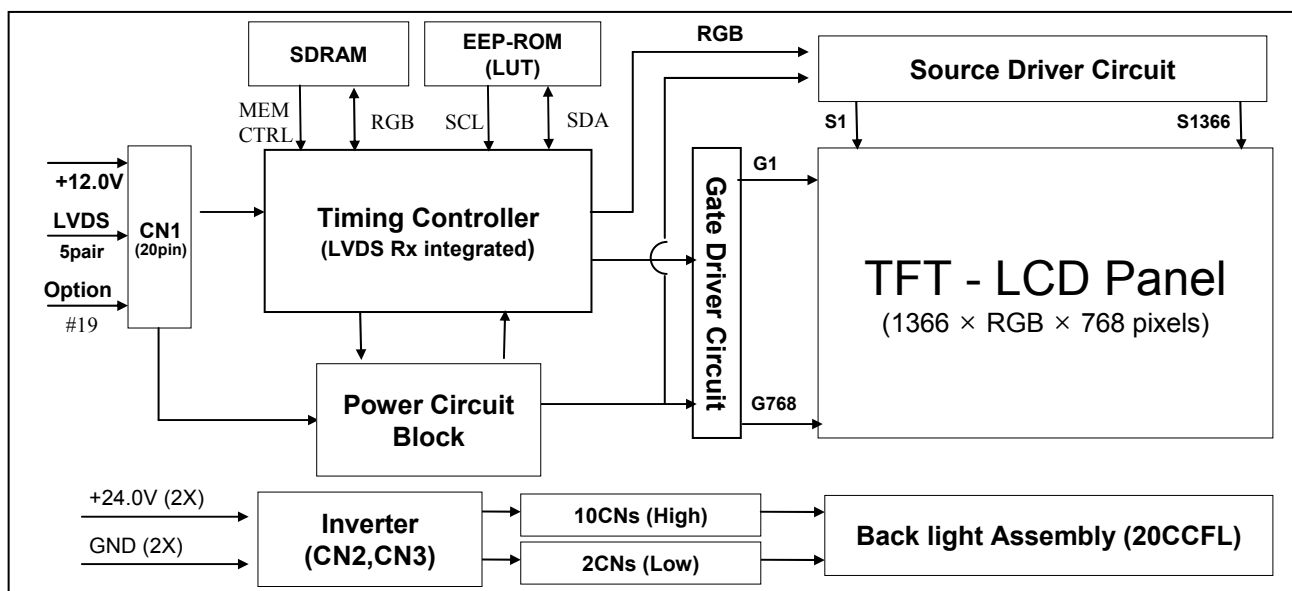 SDRAM
EEP-ROM
(LUT)
RGB
Source Driver Circuit
MEM
CTRL
RGB
SCL
SDA
S1
S1366
+12.0V
LVDS
5pair
Option
#19
CN1
(20pin)
Timing Controller
(LVDS Rx integrated)
Gate Driver Circuit
G1
G768
TFT - LCD Panel
(1366 × RGB × 768 pixels)
Power Circuit
Block
+24.0V (2X)
GND (2X)
Inverter
(CN2,CN3)
10CNs (High)
2CNs (Low)
Back light Assembly (20CCFL)